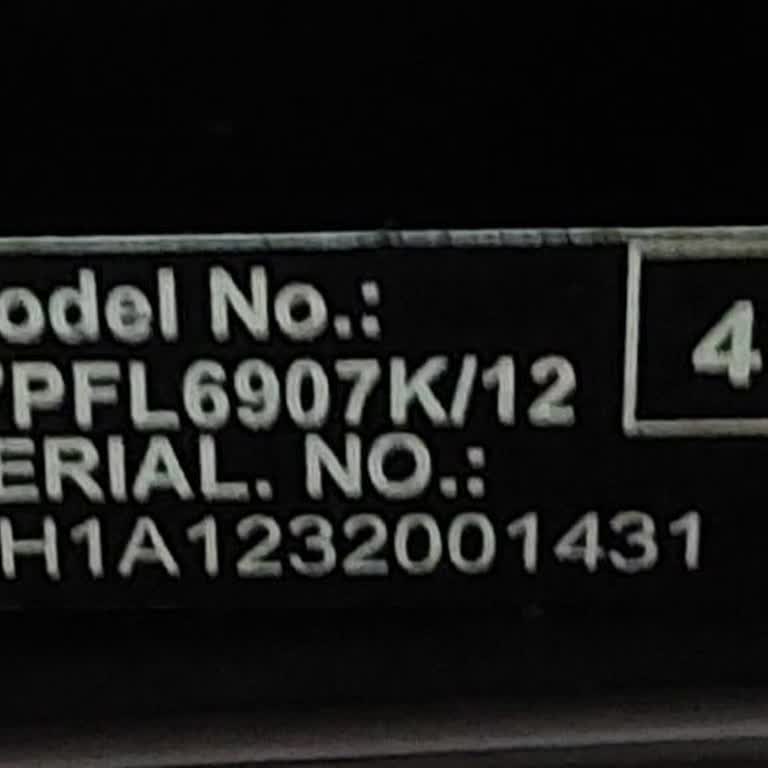 odel No.:
PFL6907K/12
ERIAL. NO.:
H1A1232001431
4